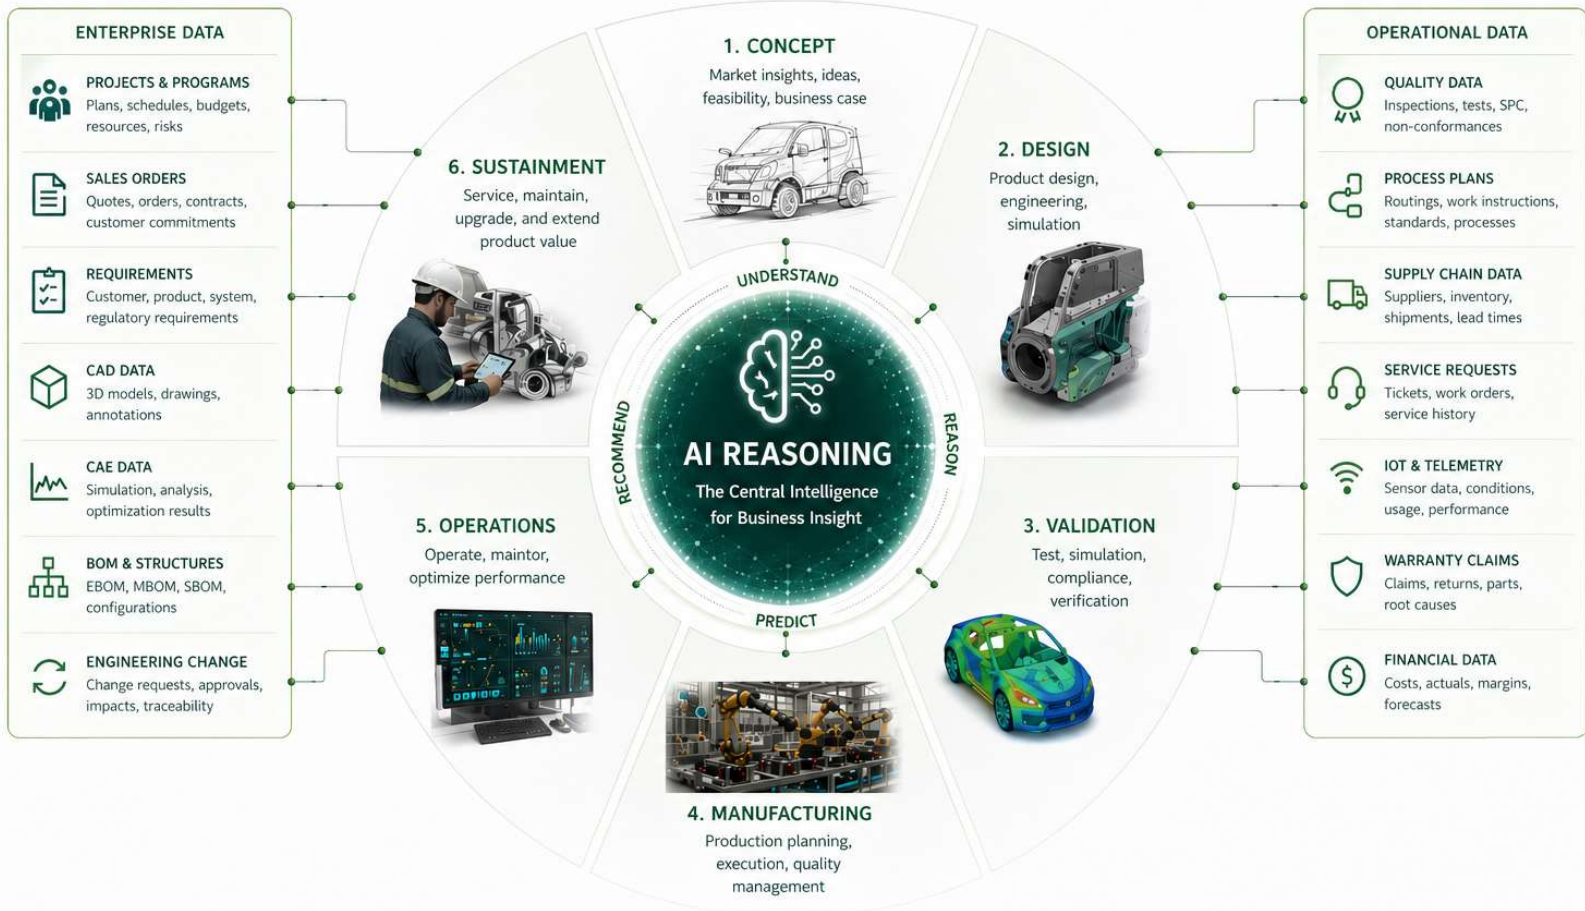 ENTERPRISE DATA
PROJECTS & PROGRAMS
Plans, schedules, budgets,
resources, risks
SALES ORDERS
Quotes, orders, contracts,
customer commitments
REQUIREMENTS
Customer, product, system,
regulatory requirements
CAD DATA
3D models, drawings,
annotations
CAE DATA
Simulation, analysis,
optimization results
BOM & STRUCTURES
EBOM, MBOM, SBOM,
configurations
ENGINEERING CHANGE
Change requests, approvals,
impacts, traceability
1. CONCEPT
Market insights, ideas,
feasibility, business case
2. DESIGN
Product design,
engineering,
simulation
3. VALIDATION
Test, simulation,
compliance,
verification
4. MANUFACTURING
Production planning,
execution, quality
management
5. OPERATIONS
Operate, maintor,
optimize performance
6. SUSTAINMENT
Service, maintain,
upgrade, and extend
product value
UNDERSTAND
REASON
PREDICT
RECOMMEND
AI REASONING
The Central Intelligence
for Business Insight
OPERATIONAL DATA
QUALITY DATA
Inspections, tests, SPC,
non-conformances
PROCESS PLANS
Routings, work instructions,
standards, processes
SUPPLY CHAIN DATA
Suppliers, inventory,
shipments, lead times
SERVICE REQUESTS
Tickets, work orders,
service history
IOT & TELEMETRY
Sensor data, conditions,
usage, performance
WARRANTY CLAIMS
Claims, returns, parts,
root causes
FINANCIAL DATA
Costs, actuals, margins,
forecasts